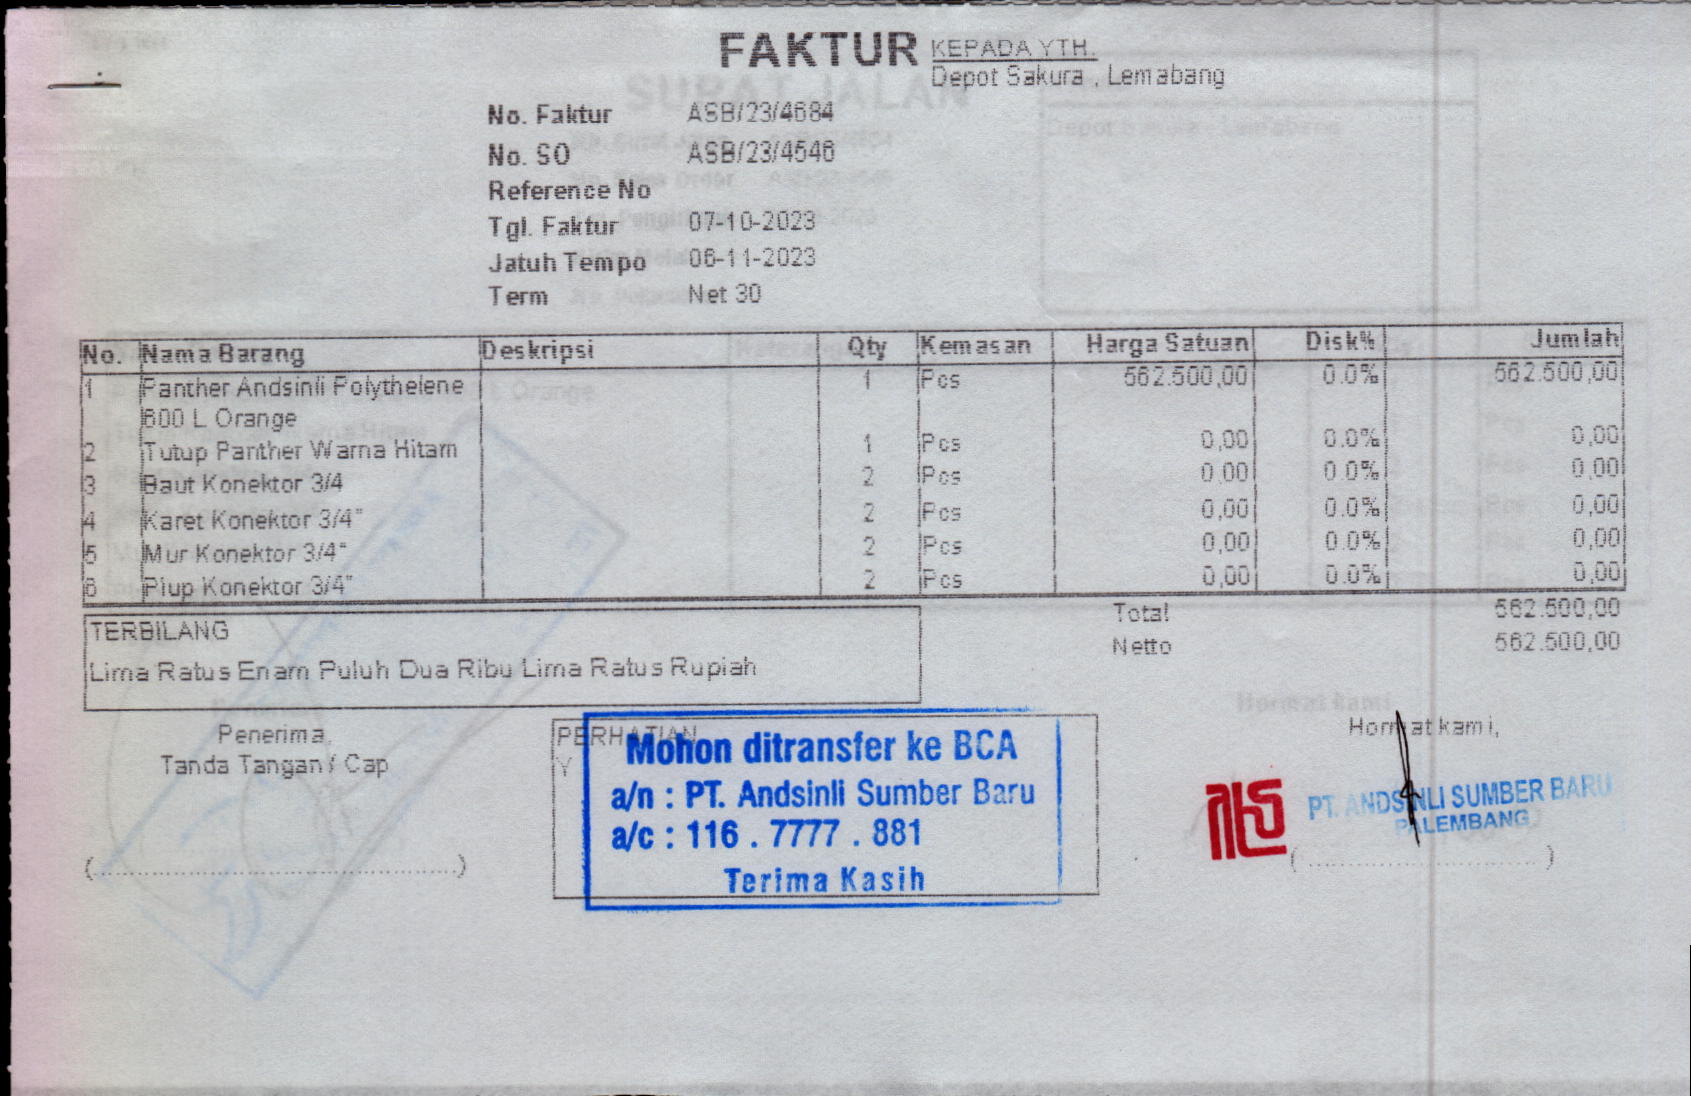 FAKTUR
KEPADA YTH.
Depot Sakura , Lemabang
No. Faktur ASB/23/4684
No. SO ASB/23/4546
Reference No
Tgl. Faktur 07-10-2023
Jatuh Tempo 06-11-2023
Term Net 30
No. Nama Barang Deskripsi Qty Kemasan Harga Satuan Disk% Jumlah
1 Panther Andsinli Polythelene 1 Pcs 562.500,00 0.0% 562.500,00
600 L Orange
2 Tutup Panther Warna Hitam 1 Pcs 0,00 0.0% 0,00
3 Baut Konektor 3/4 2 Pcs 0,00 0.0% 0,00
4 Karet Konektor 3/4" 2 Pcs 0,00 0.0% 0,00
5 Mur Konektor 3/4" 2 Pcs 0,00 0.0% 0,00
6 Plup Konektor 3/4" 2 Pcs 0,00 0.0% 0,00
Total 562.500,00
Netto 562.500,00
TERBILANG
Lima Ratus Enam Puluh Dua Ribu Lima Ratus Rupiah
Penerima,
Tanda Tangan / Cap
PERHATIAN
Y
Mohon ditransfer ke BCA
a/n : PT. Andsinli Sumber Baru
a/c : 116 . 7777 . 881
Terima Kasih
Hormat kami,
PT. ANDSINLI SUMBER BARU
PALEMBANG